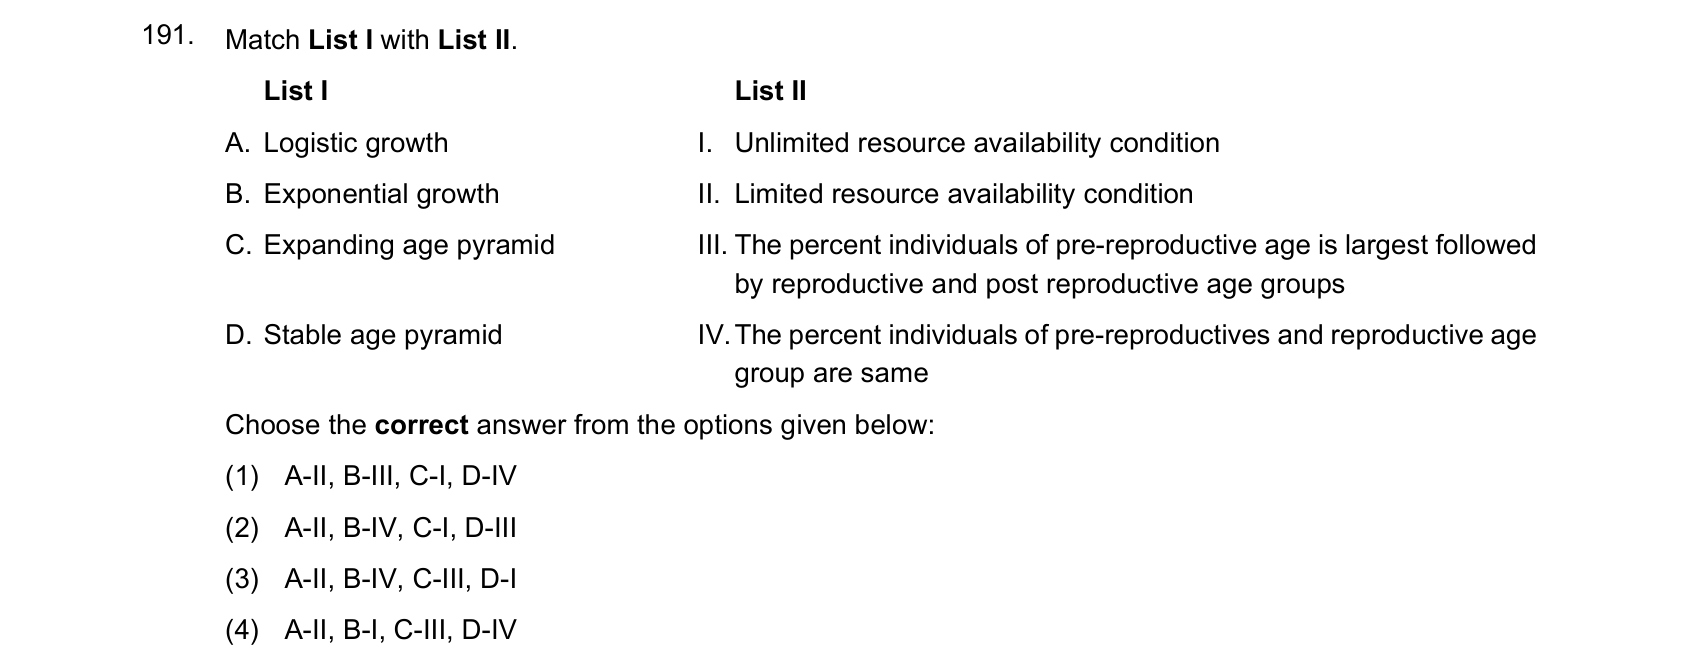 191. Match List I with List II.
List I List II
A. Logistic growth I. Unlimited resource availability condition
B. Exponential growth II. Limited resource availability condition
C. Expanding age pyramid III. The percent individuals of pre-reproductive age is largest followed
by reproductive and post reproductive age groups
D. Stable age pyramid IV. The percent individuals of pre-reproductives and reproductive age
group are same
Choose the correct answer from the options given below:
(1) A-II, B-III, C-I, D-IV
(2) A-II, B-IV, C-I, D-III
(3) A-II, B-IV, C-III, D-I
(4) A-II, B-I, C-III, D-IV